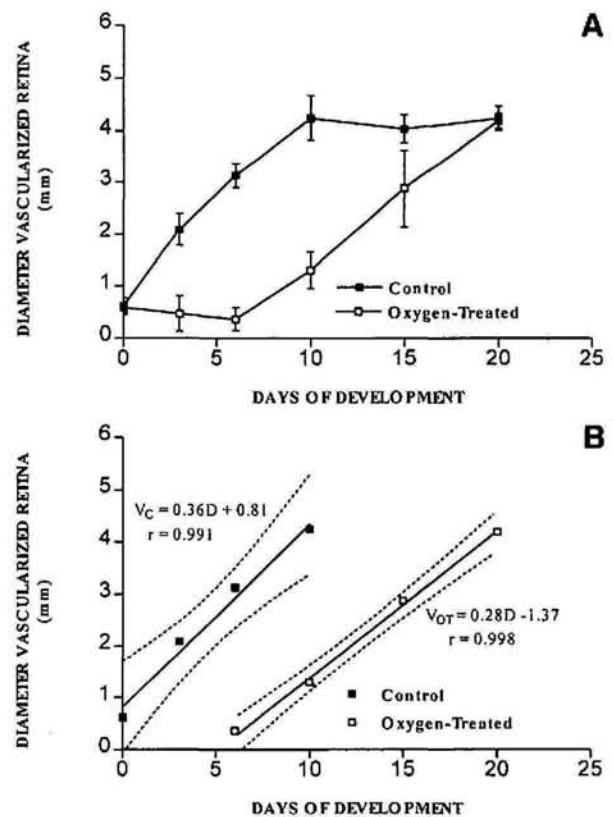 A
DIAMETER VASCULARIZED RETINA
(mm)
6
5
4
3
2
1
0
Control
Oxygen-Treated
0 5 10 15 20 25
DAYS OF DEVELOPMENT
B
DIAMETER VASCULARIZED RETINA
(mm)
6
5
4
3
2
1
0
V_C = 0.36D + 0.81
r = 0.991
V_OT = 0.28D -1.37
r = 0.998
Control
Oxygen-Treated
0 5 10 15 20 25
DAYS OF DEVELOPMENT